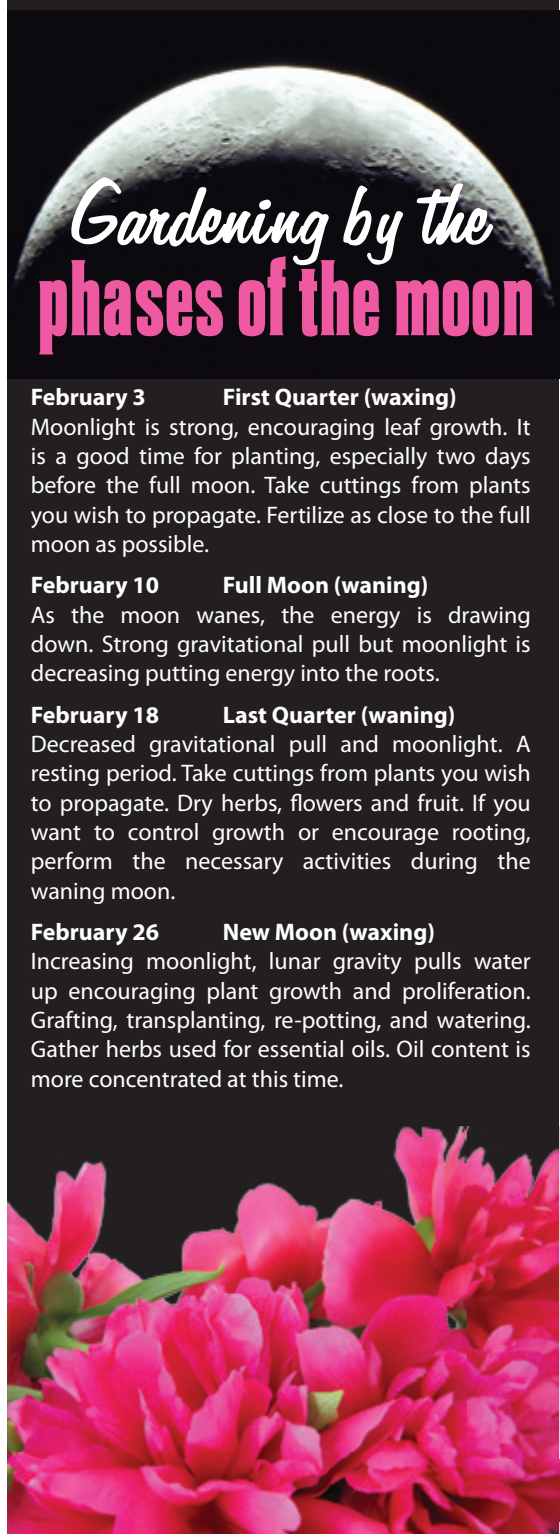 Gardening by the
phases of the moon
February 3 First Quarter (waxing)
Moonlight is strong, encouraging leaf growth. It
is a good time for planting, especially two days
before the full moon. Take cuttings from plants
you wish to propagate. Fertilize as close to the full
moon as possible.
February 10 Full Moon (waning)
As the moon wanes, the energy is drawing
down. Strong gravitational pull but moonlight is
decreasing putting energy into the roots.
February 18 Last Quarter (waning)
Decreased gravitational pull and moonlight. A
resting period. Take cuttings from plants you wish
to propagate. Dry herbs, flowers and fruit. If you
want to control growth or encourage rooting,
perform the necessary activities during the
waning moon.
February 26 New Moon (waxing)
Increasing moonlight, lunar gravity pulls water
up encouraging plant growth and proliferation.
Grafting, transplanting, re-potting, and watering.
Gather herbs used for essential oils. Oil content is
more concentrated at this time.